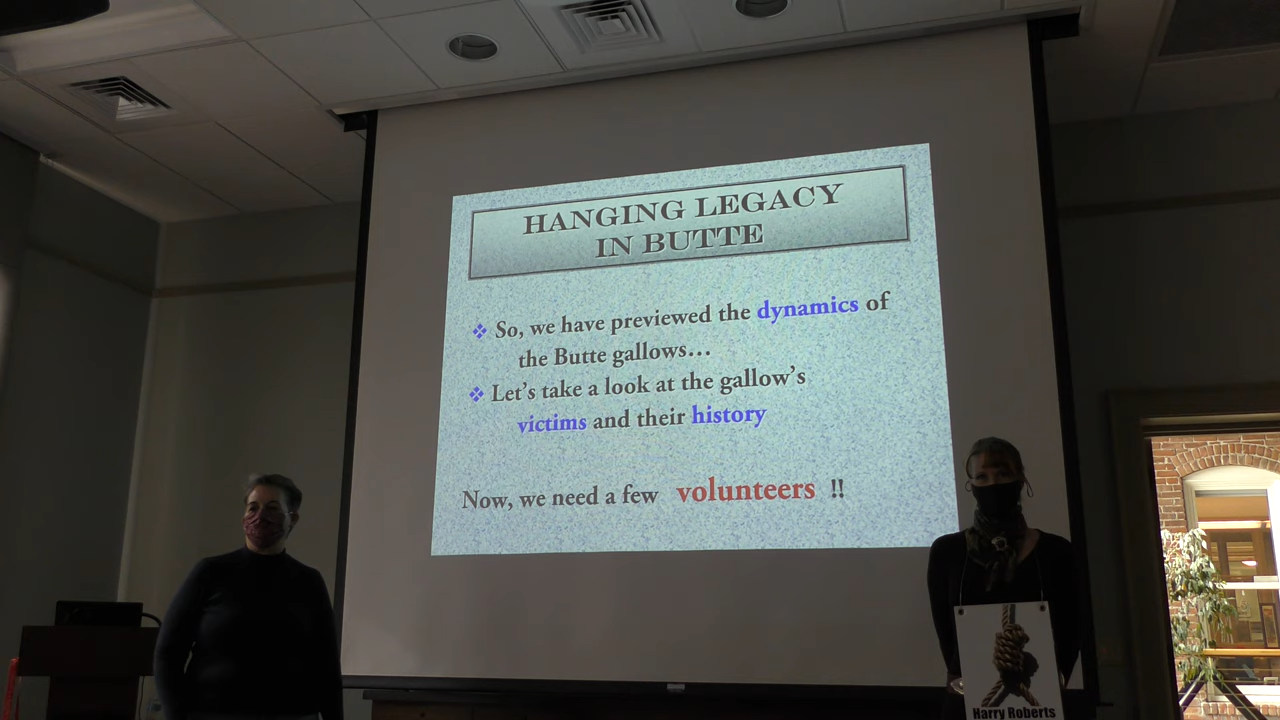 HANGING LEGACY
IN BUTTE
So, we have previewed the dynamics of
the Butte gallows...
Let's take a look at the gallow's
victims and their history
Now, we need a few volunteers !!
Harry Roberts